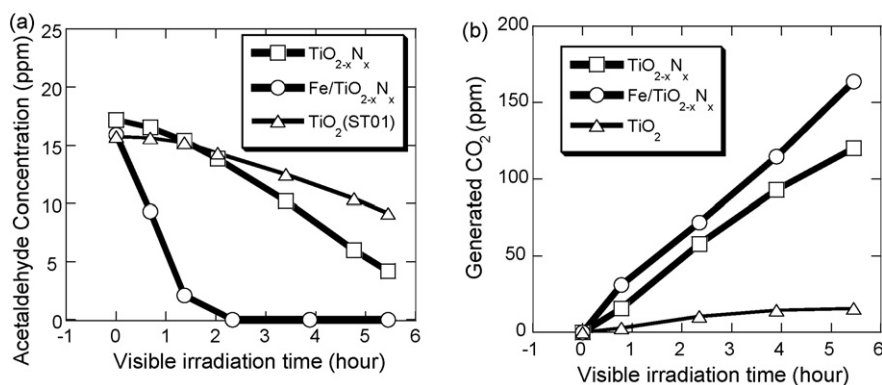 (a)
Acetaldehyde Concentration (ppm)
25
20
15
10
5
0
-1 0 1 2 3 4 5 6
Visible irradiation time (hour)
TiO2-xNx
Fe/TiO2-xNx
TiO2(ST01)
(b)
Generated CO2 (ppm)
200
150
100
50
0
-1 0 1 2 3 4 5 6
Visible irradiation time (hour)
TiO2-xNx
Fe/TiO2-xNx
TiO2